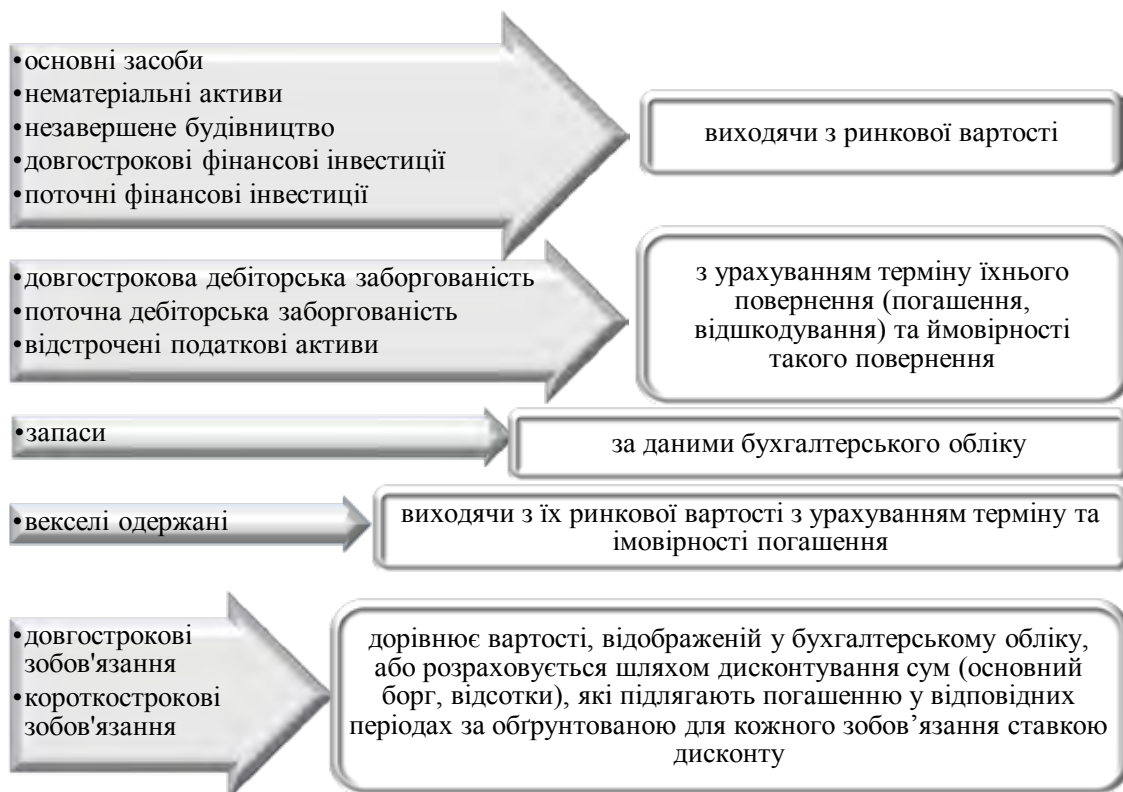 •основні засоби
•нематеріальні активи
•незавершене будівництво
•довгострокові фінансові інвестиції
•поточні фінансові інвестиції
виходячи з ринкової вартості
•довгострокова дебіторська заборгованість
•поточна дебіторська заборгованість
•відстрочені податкові активи
з урахуванням терміну їхнього
повернення (погашення,
відшкодування) та ймовірності
такого повернення
•запаси
за даними бухгалтерського обліку
•векселі одержані
виходячи з їх ринкової вартості з урахуванням терміну та
імовірності погашення
•довгострокові
зобов'язання
•короткострокові
зобов'язання
дорівнює вартості, відображеній у бухгалтерському обліку,
або розраховується шляхом дисконтування сум (основний
борг, відсотки), які підлягають погашенню у відповідних
періодах за обґрунтованою для кожного зобов’язання ставкою
дисконту